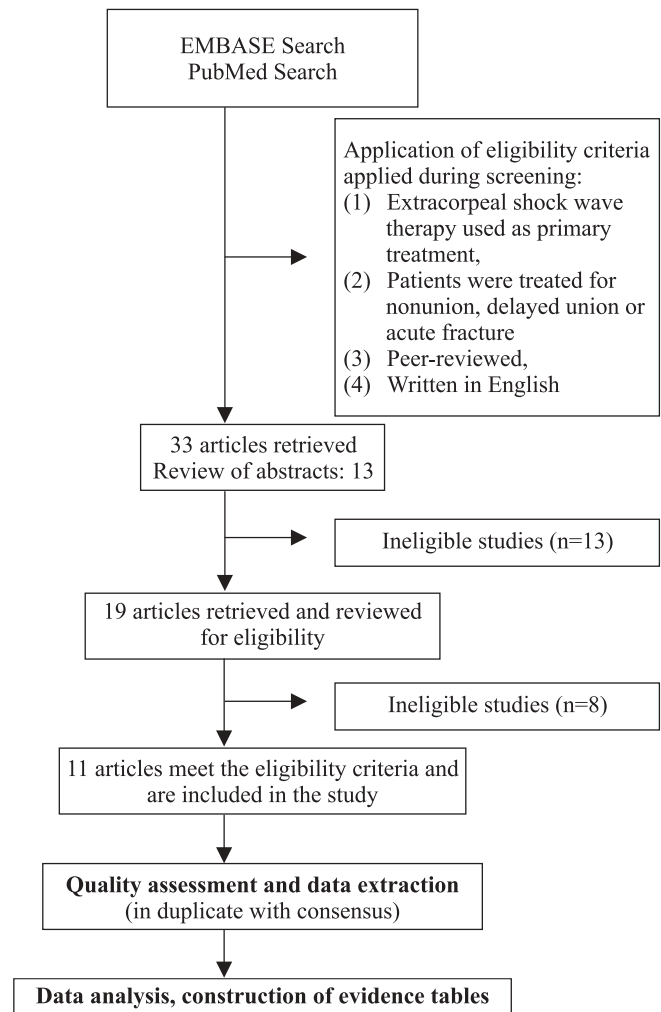 EMBASE Search
PubMed Search
Application of eligibility criteria
applied during screening:
(1) Extracorpeal shock wave
therapy used as primary
treatment,
(2) Patients were treated for
nonunion, delayed union or
acute fracture
(3) Peer-reviewed,
(4) Written in English
33 articles retrieved
Review of abstracts: 13
Ineligible studies (n=13)
19 articles retrieved and reviewed
for eligibility
Ineligible studies (n=8)
11 articles meet the eligibility criteria and
are included in the study
Quality assessment and data extraction
(in duplicate with consensus)
Data analysis, construction of evidence tables